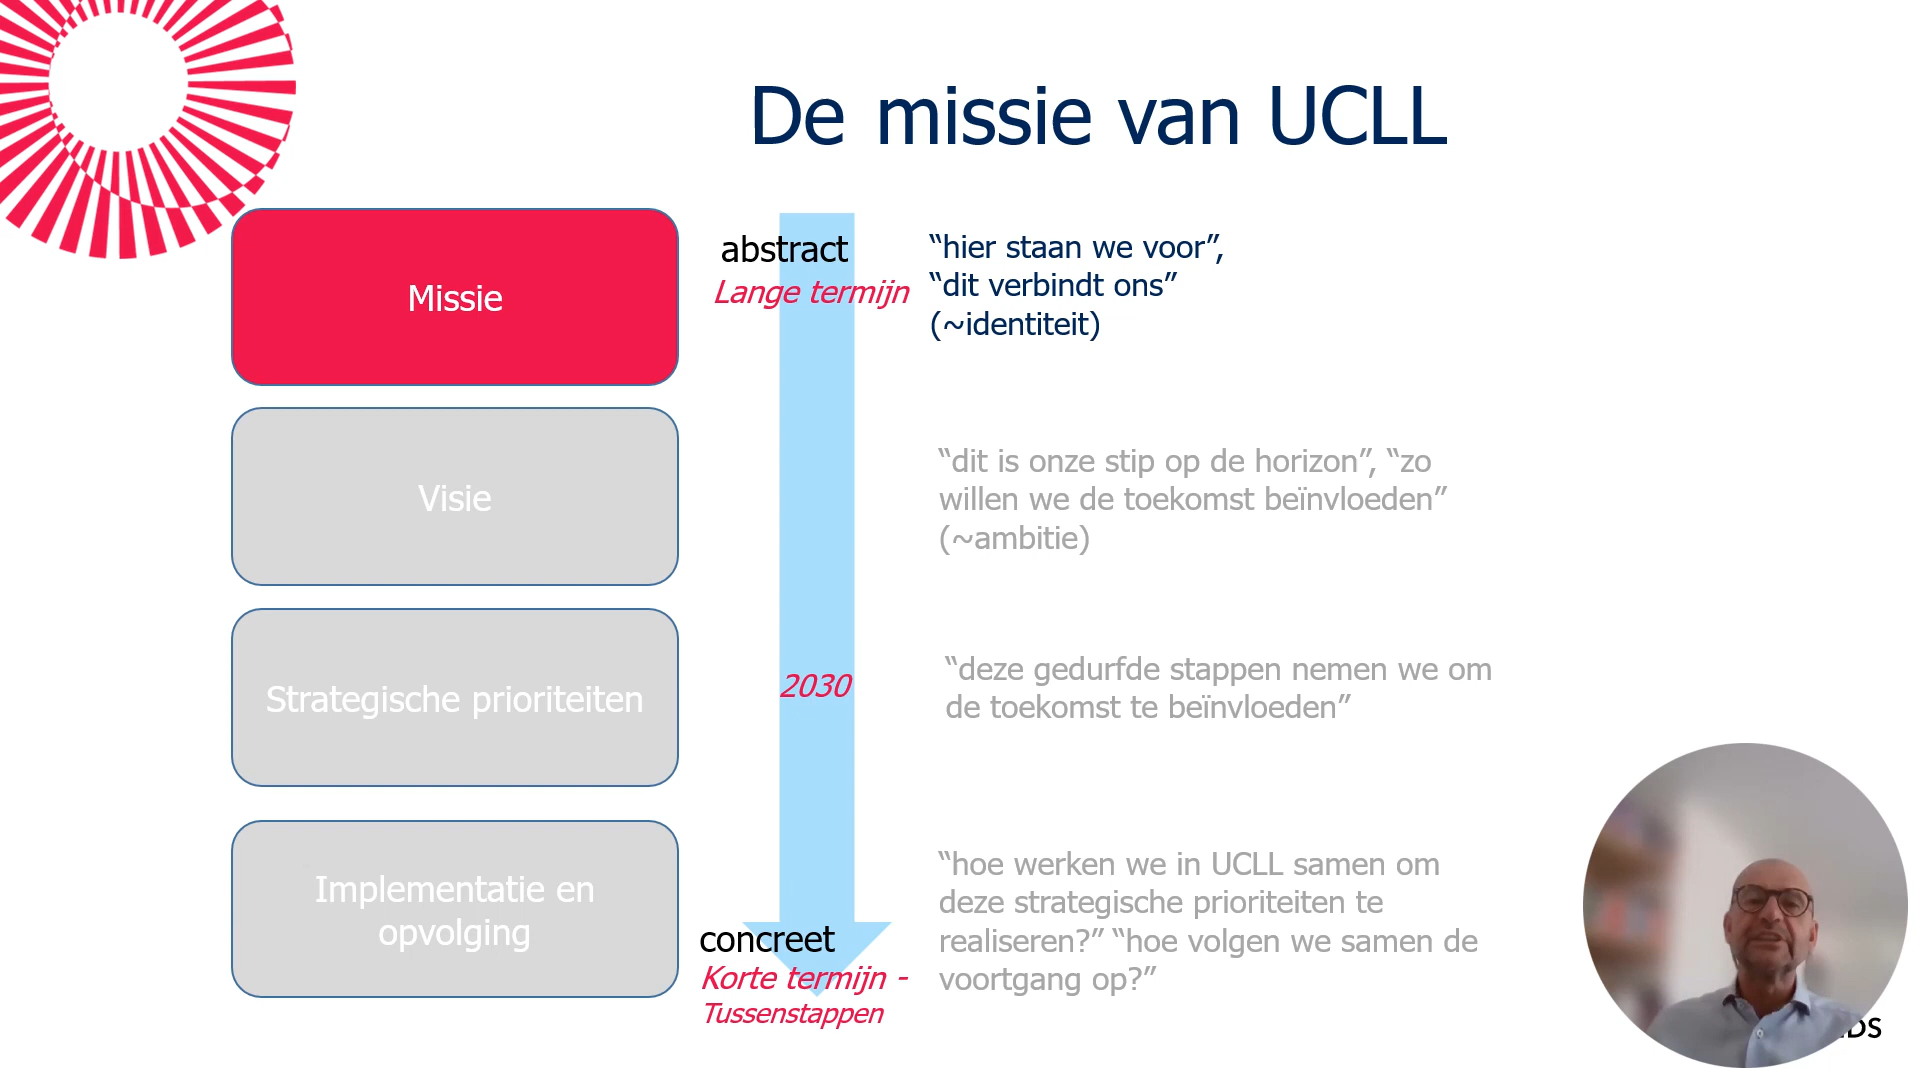 De missie van UCLL
Missie
abstract
Lange termijn
“hier staan we voor”,
“dit verbindt ons”
(~identiteit)
Visie
“dit is onze stip op de horizon”, “zo
willen we de toekomst beïnvloeden”
(~ambitie)
Strategische prioriteiten
2030
“deze gedurfde stappen nemen we om
de toekomst te beïnvloeden”
Implementatie en
opvolging
concreet
Korte termijn -
Tussenstappen
“hoe werken we in UCLL samen om
deze strategische prioriteiten te
realiseren?” “hoe volgen we samen de
voortgang op?”